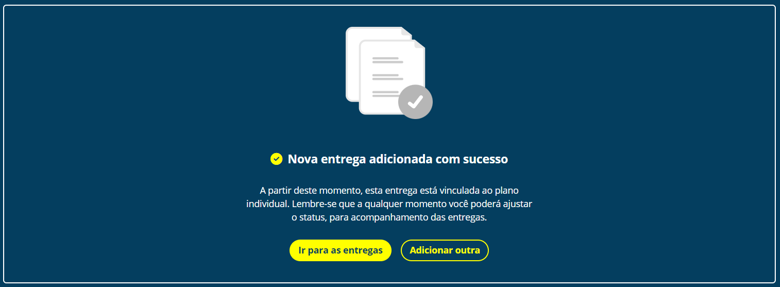 Nova entrega adicionada com sucesso
A partir deste momento, esta entrega está vinculada ao plano
individual. Lembre-se que a qualquer momento você poderá ajustar
o status, para acompanhamento das entregas.
Ir para as entregas
Adicionar outra